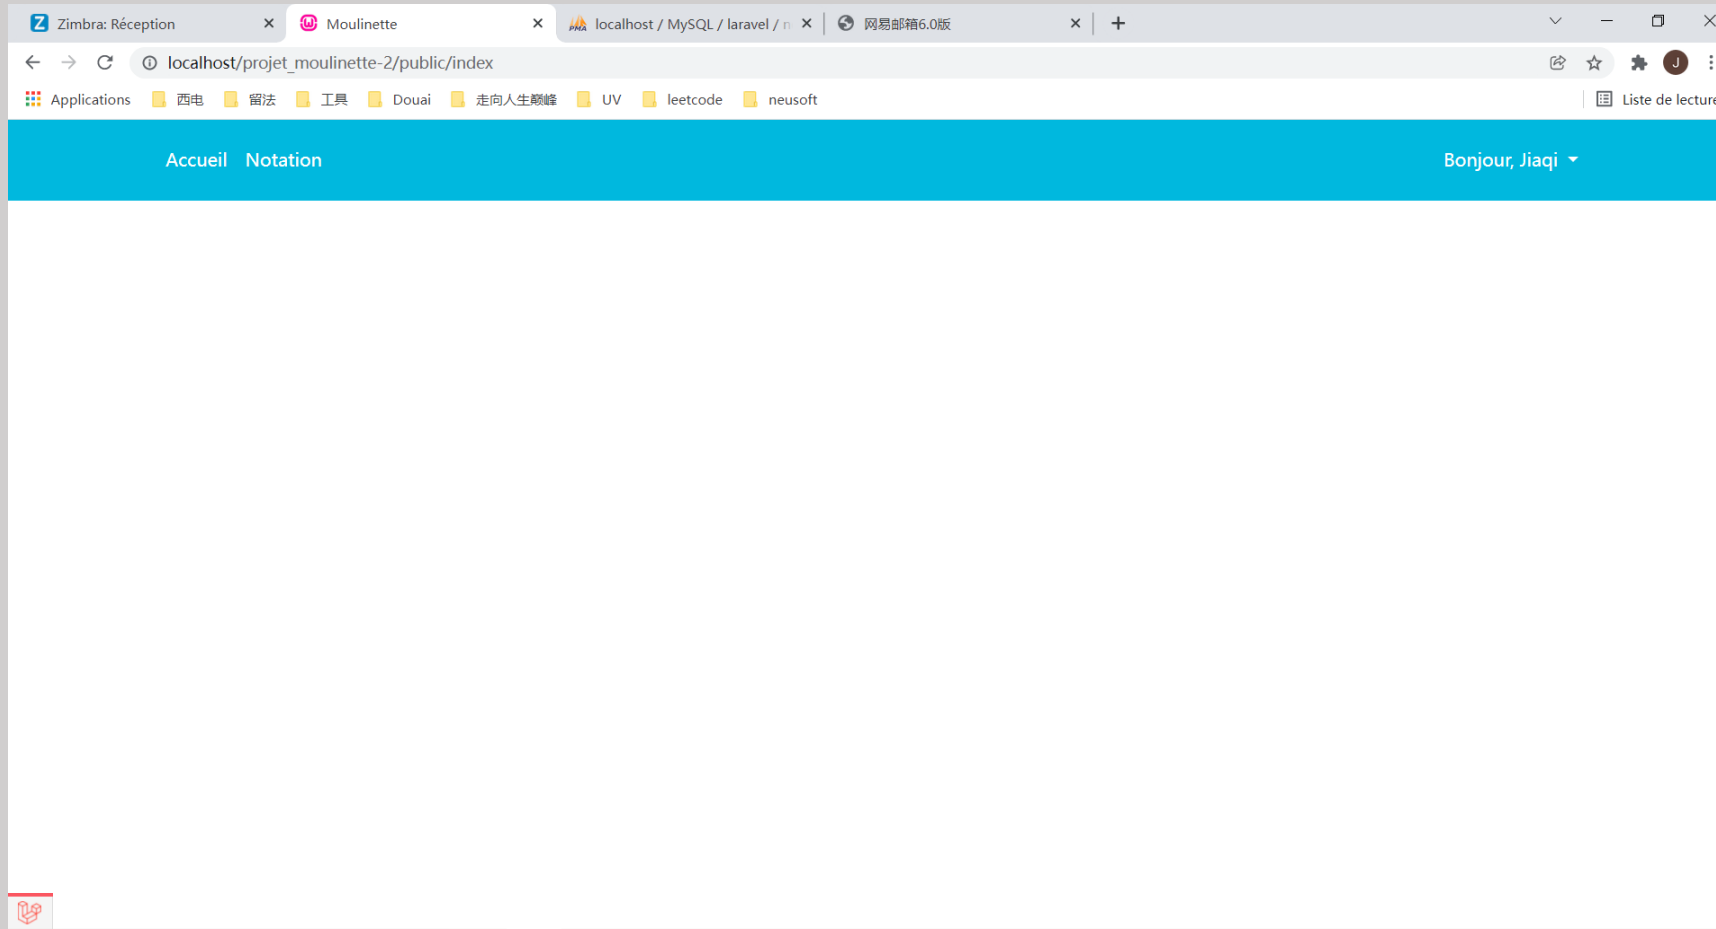 Zimbra: Réception
Moulinette
localhost / MySQL / laravel /
网易邮箱6.0版
localhost/projet_moulinette-2/public/index
J
Applications 西电 留法 工具 Douai 走向人生巅峰 UV leetcode neusoft
Liste de lecture
Accueil Notation
Bonjour, Jiaqi